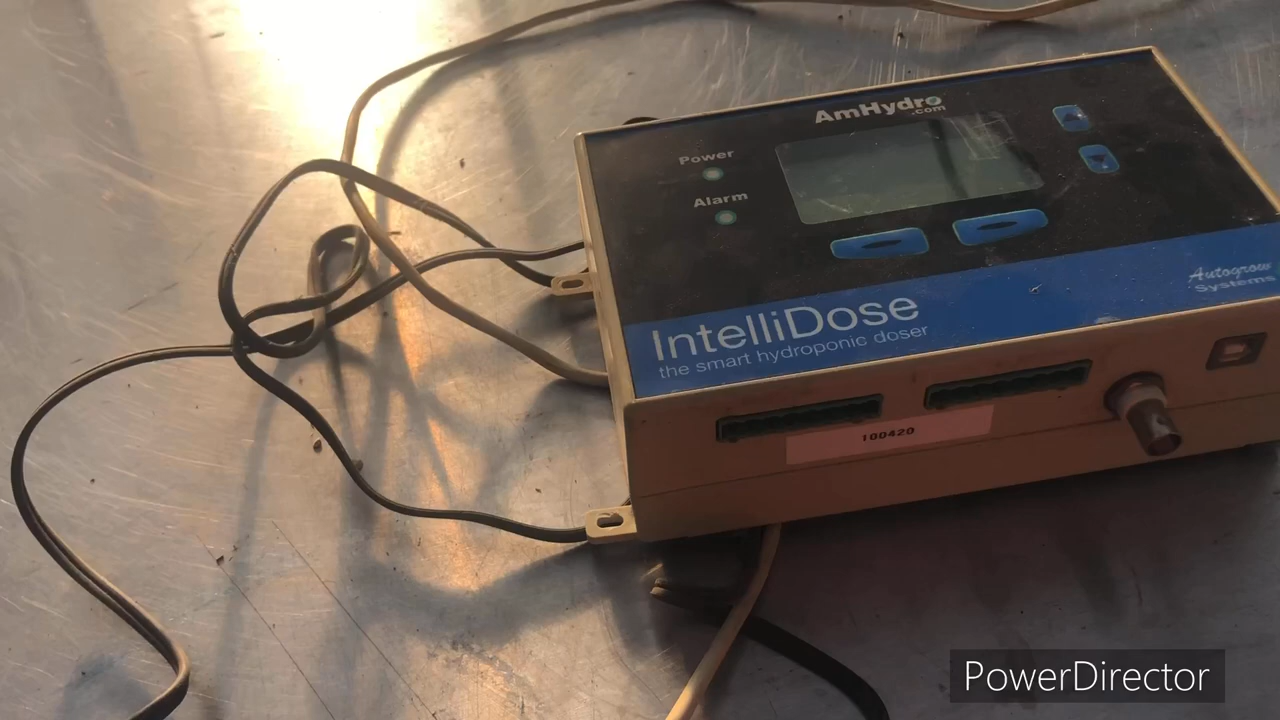 AmHydro
.com
Power
Alarm
IntelliDose
the smart hydroponic doser
Autogrow
Systems
100420
PowerDirector